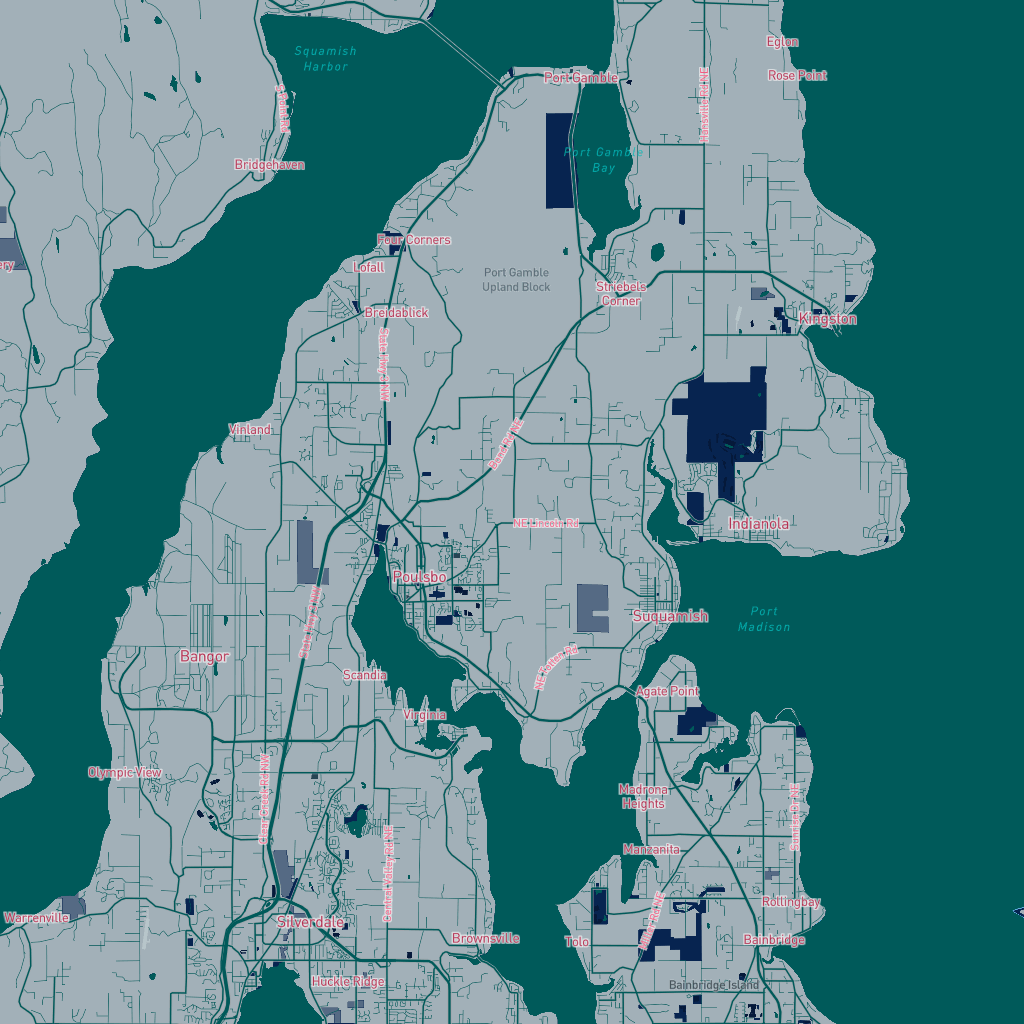 Eglon
Squamish
Harbor
Rose Point
Port Gamble
Hansville Rd NE
Port Gamble
Bay
Bridgehaven
Four Corners
ery
Lofall
Port Gamble
Upland Block
Striebels
Corner
Breidablick
Kingston
State Hwy 3 NW
Vinland
Bond Rd NE
NE Lincoln Rd
Indianola
Poulsbo
Port
Madison
Suquamish
State Hwy 3 NW
Bangor
NE Totten Rd
Scandia
Agate Point
Virginia
Olympic View
Clear Creek Rd NW
Madrona
Heights
Sunrise Dr NE
Manzanita
Central Valley Rd NE
Rollingbay
Warrenville
Silverdale
Miller Rd NE
Brownsville
Tolo
Bainbridge
Huckle Ridge
Bainbridge Island